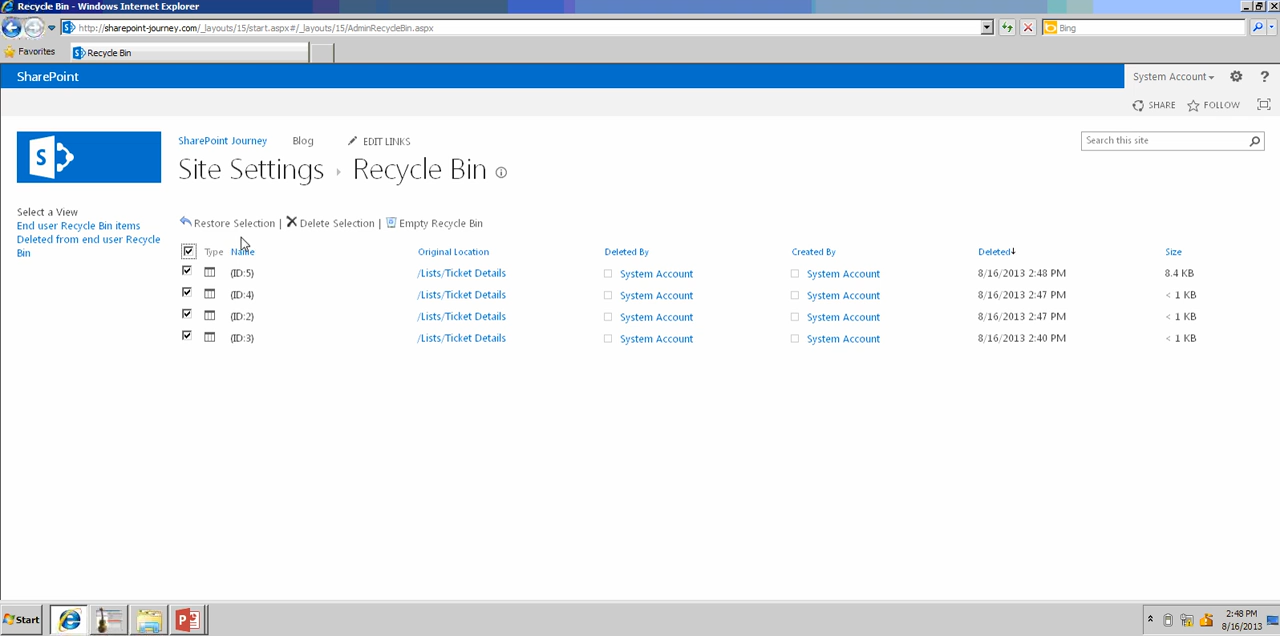 Recycle Bin - Windows Internet Explorer
http://sharepoint-journey.com/_layouts/15/start.aspx#/_layouts/15/AdminRecycleBin.aspx
Bing
Favorites
Recycle Bin
SharePoint
System Account
?
SHARE
FOLLOW
S
SharePoint Journey
Blog
EDIT LINKS
Search this site
Site Settings › Recycle Bin
Select a View
End user Recycle Bin items
Deleted from end user Recycle
Bin
Restore Selection | Delete Selection | Empty Recycle Bin
Type Name Original Location Deleted By Created By Deleted Size
(ID:5) /Lists/Ticket Details System Account System Account 8/16/2013 2:48 PM 8.4 KB
(ID:4) /Lists/Ticket Details System Account System Account 8/16/2013 2:47 PM < 1 KB
(ID:2) /Lists/Ticket Details System Account System Account 8/16/2013 2:47 PM < 1 KB
(ID:3) /Lists/Ticket Details System Account System Account 8/16/2013 2:40 PM < 1 KB
Start
2:48 PM
8/16/2013